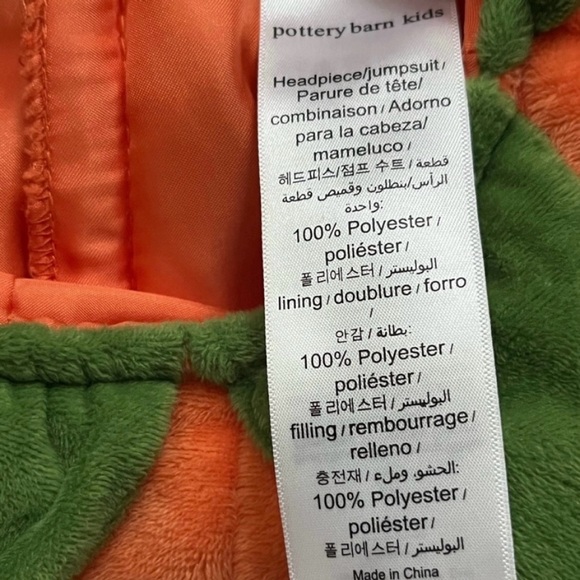 pottery barn kids
Headpiece/jumpsuit/
Parure de tête/
combinaison / Adorno
para la cabeza/
mameluco /
헤드피스/점프 수트 / قطعة
الرأس/بنطلون وقميص قطعة
واحدة:
100% Polyester /
poliéster /
폴리에스터 / البوليستر /
lining / doublure / forro
/
안감 / بطانة:
100% Polyester /
poliéster /
폴리에스터 / البوليستر /
filling / rembourrage /
relleno /
충전재 / الحشو. وملء:
100% Polyester /
poliéster /
폴리에스터 / البوليستر /
Made in China